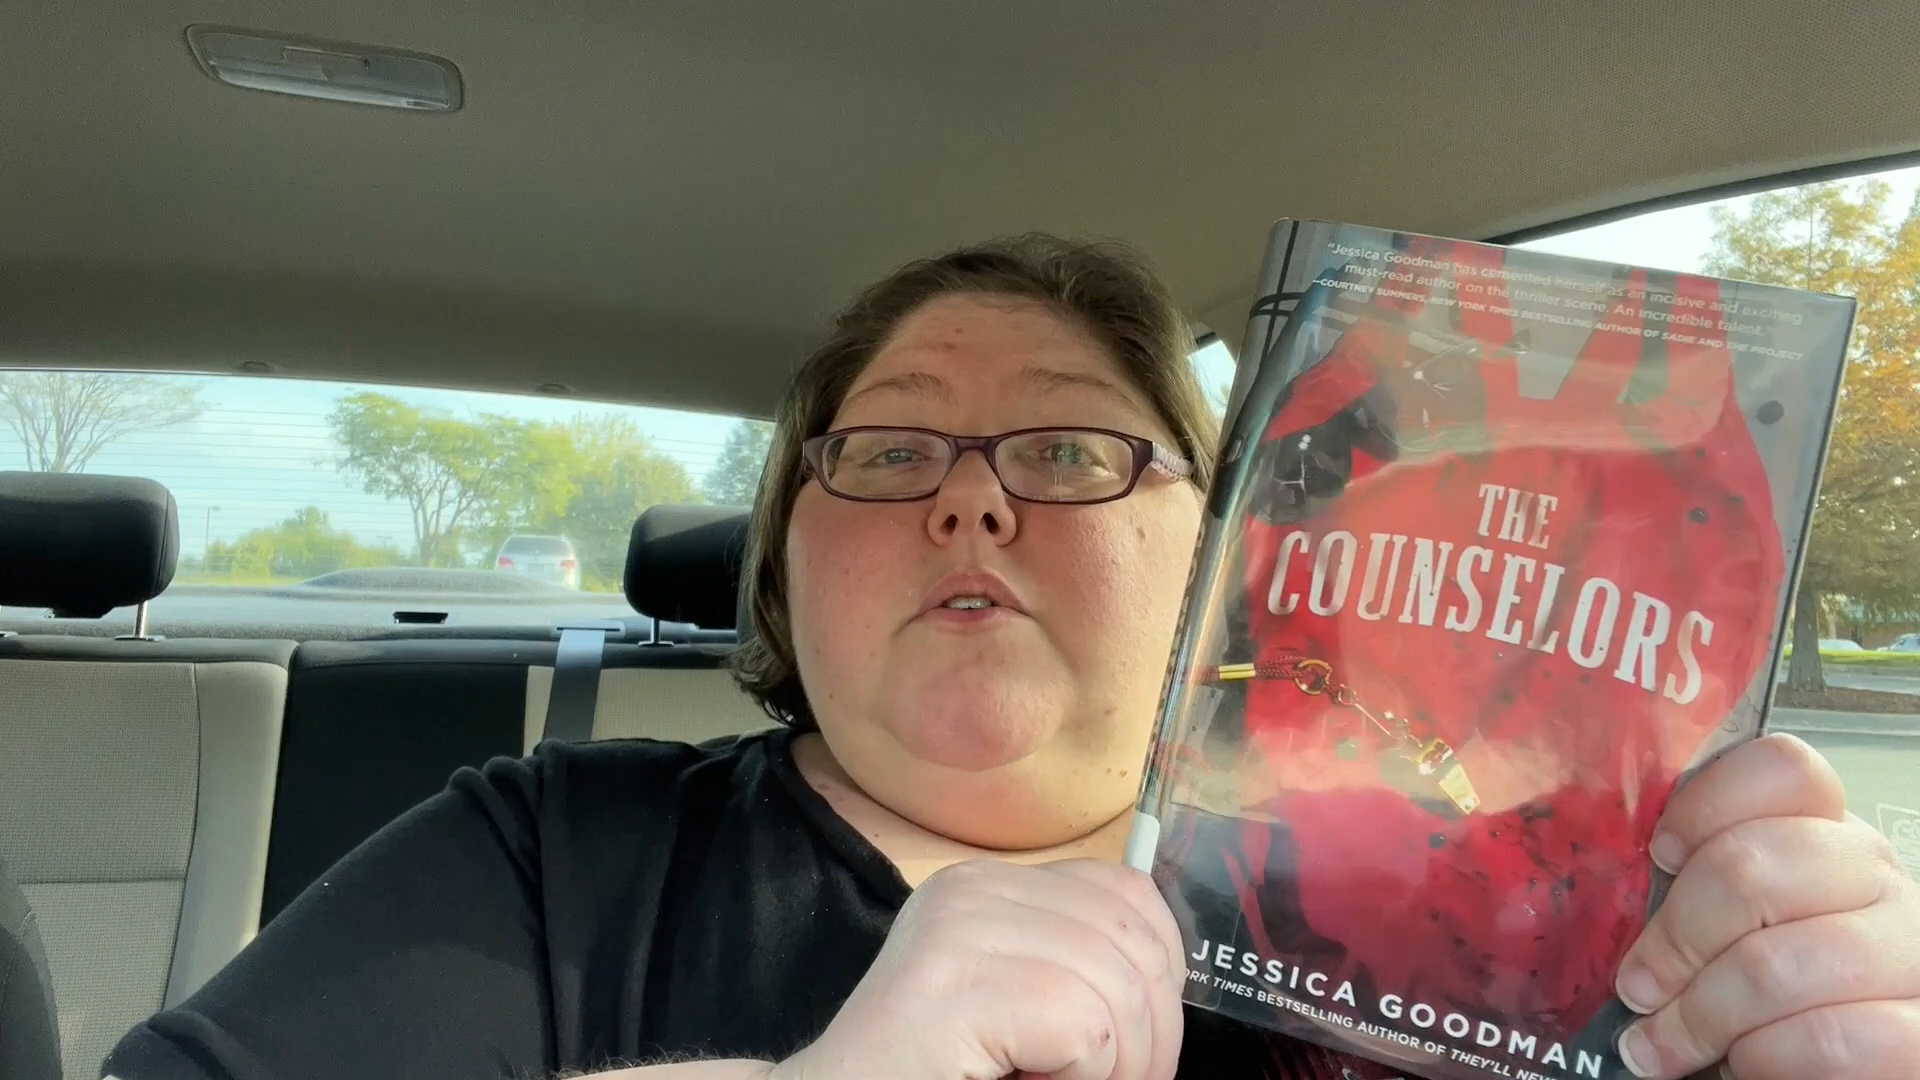 "Jessica Goodman has cemented herself as an incisive and exciting
must-read author on the thriller scene. An incredible talent."
—COURTNEY SUMMERS, NEW YORK TIMES BESTSELLING AUTHOR OF SADIE AND THE PROJECT
THE
COUNSELORS
JESSICA GOODMAN
TIMES BESTSELLING AUTHOR OF THEY'LL